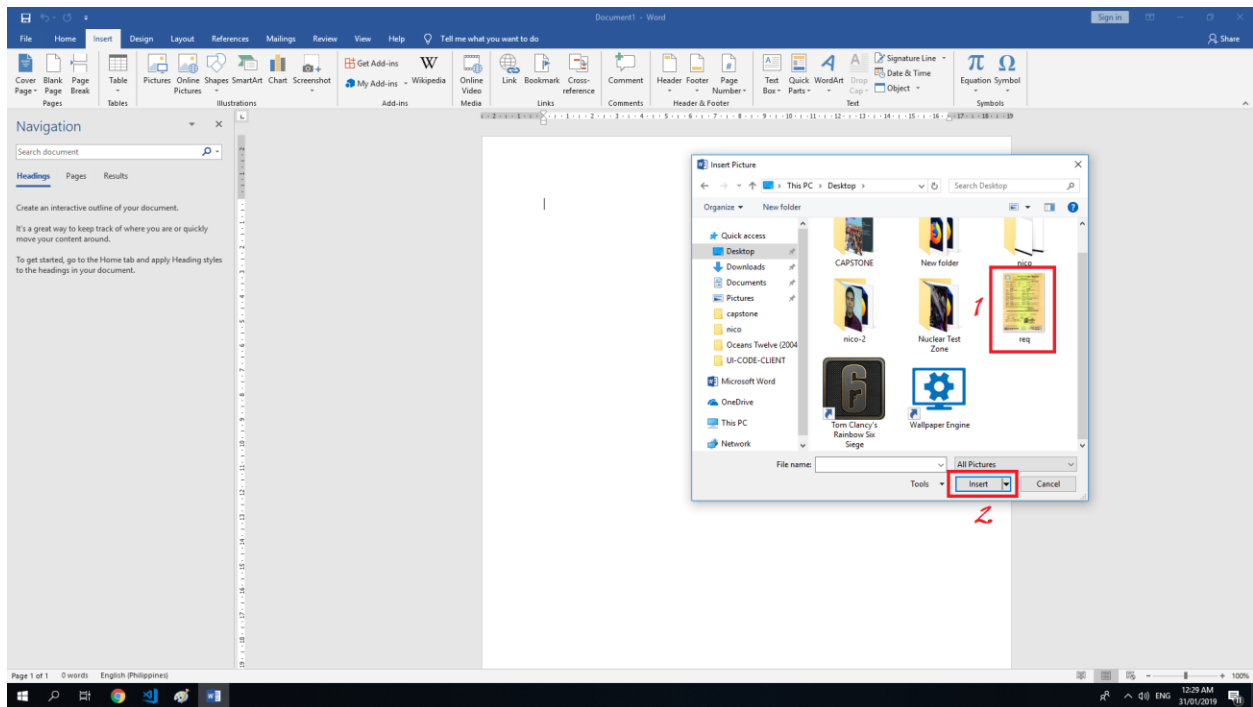 Document1 - Word
Sign in
File Home Insert Design Layout References Mailings Review View Help Tell me what you want to do
Share
Cover Page
Blank Page
Page Break
Table
Pictures
Online Pictures
Shapes
SmartArt
Chart
Screenshot
Get Add-ins
My Add-ins
Wikipedia
Online Video
Link
Bookmark
Cross-reference
Comment
Header
Footer
Page Number
Text Box
Quick Parts
WordArt
Drop Cap
Signature Line
Date & Time
Object
Equation
Symbol
Pages Tables Illustrations Add-ins Media Links Comments Header & Footer Text Symbols
Navigation
Search document
Headings Pages Results
Create an interactive outline of your document.
It's a great way to keep track of where you are or quickly
move your content around.
To get started, go to the Home tab and apply Heading styles
to the headings in your document.
Insert Picture
This PC > Desktop >
Search Desktop
Organize New folder
Quick access
Desktop
Downloads
Documents
Pictures
capstone
nico
Oceans Twelve (2004
UI-CODE-CLIENT
Microsoft Word
OneDrive
This PC
Network
CAPSTONE
New folder
nico
nico-2
Nuclear Test
Zone
1
req
Tom Clancy's
Rainbow Six
Siege
Wallpaper Engine
File name:
All Pictures
Tools Insert Cancel
2
Page 1 of 1 0 words English (Philippines)
100%
ENG
12:29 AM
31/01/2019